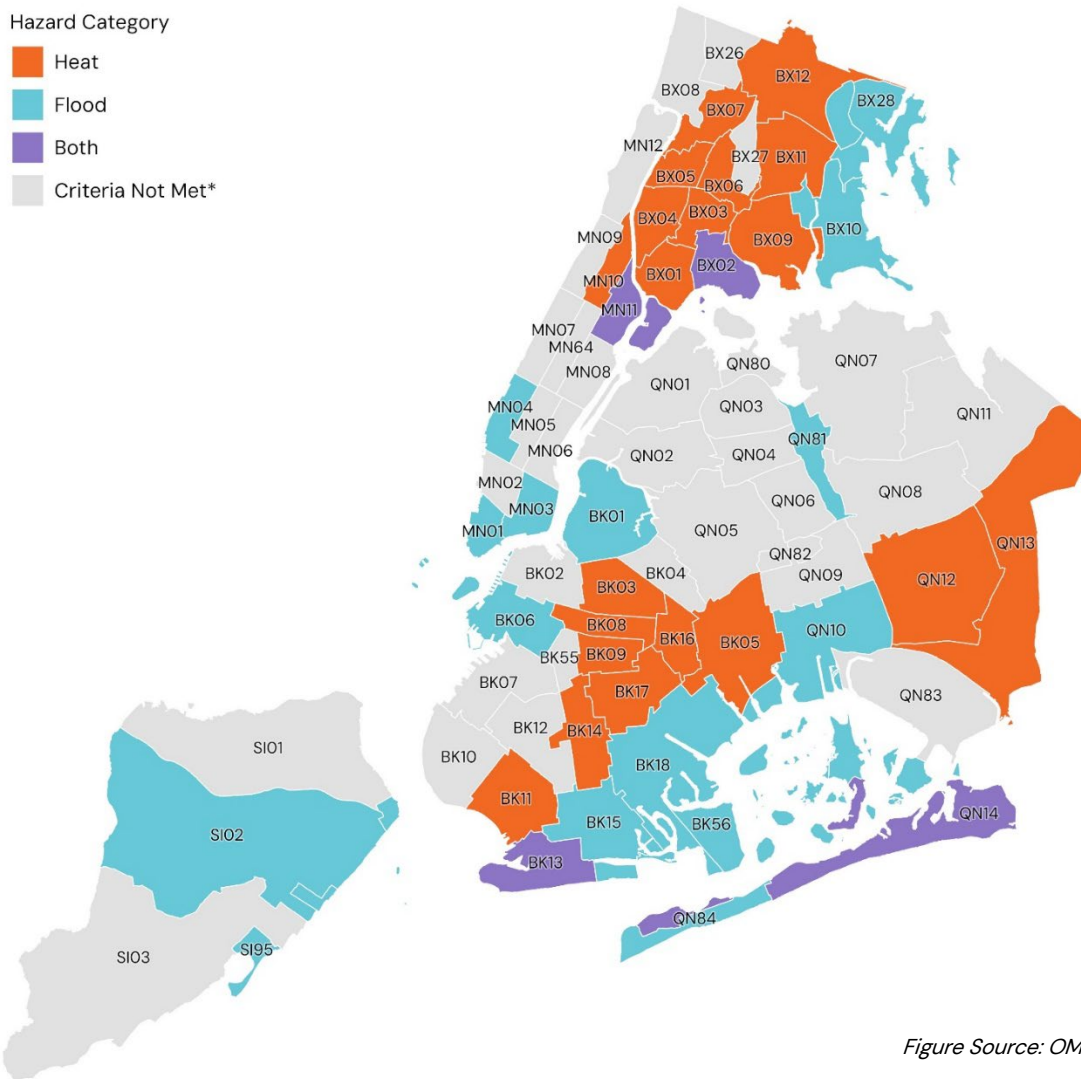 Hazard Category
Heat
Flood
Both
Criteria Not Met*
BX26
BX12
BX08
BX28
BX07
MN12
BX27
BX11
BX05
BX06
BX04
BX03
MN09
BX09
BX10
BX02
MN10
BX01
MN11
MN07
MN64
MN08
QN80
QN07
QN01
QN03
QN11
MN04
MN05
QN81
MN06
QN02
QN04
MN02
QN08
QN06
MN03
BK01
MN01
QN05
QN13
QN82
BK04
QN09
BK02
QN12
BK03
BK06
BK08
QN10
BK16
BK05
BK55
BK09
BK07
QN83
BK17
BK12
BK14
BK10
SI01
BK18
BK11
QN14
BK56
BK15
SI02
BK13
QN84
SI95
SI03
Figure Source: OM